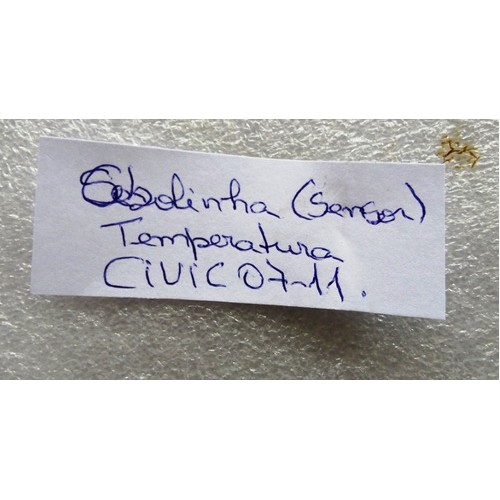 Cebolinha (Sensor)
Temperatura
CIVIC 07-11.